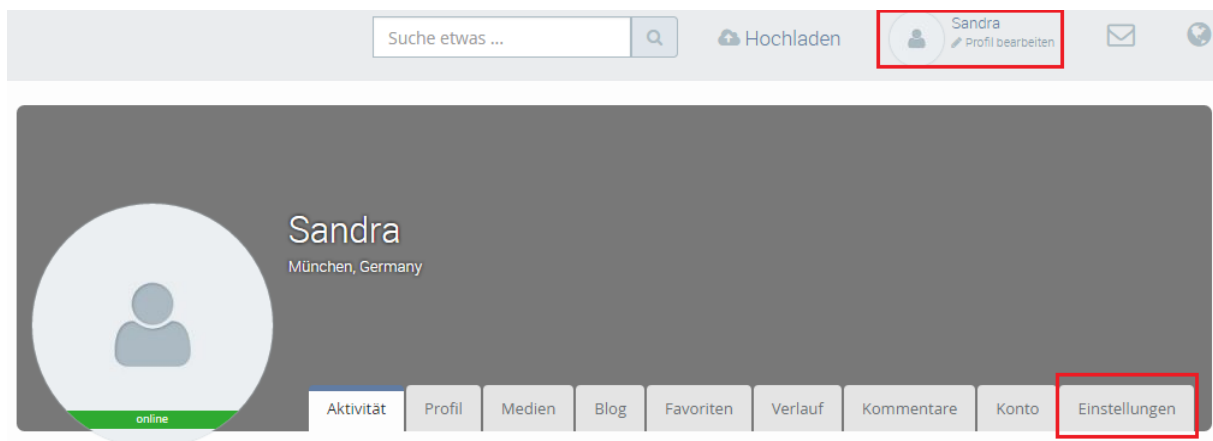 Suche etwas ...
Hochladen
Sandra
Profil bearbeiten
Sandra
München, Germany
online
Aktivität
Profil
Medien
Blog
Favoriten
Verlauf
Kommentare
Konto
Einstellungen